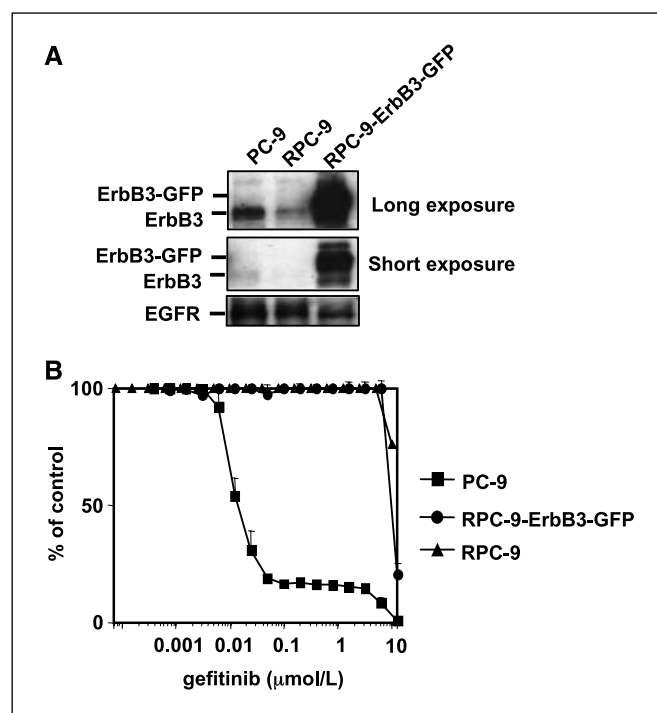 A
PC-9
RPC-9
RPC-9-ErbB3-GFP
ErbB3-GFP
ErbB3
Long exposure
ErbB3-GFP
ErbB3
Short exposure
EGFR
B
100
50
0
% of control
0.001 0.01 0.1 1 10
gefitinib (μmol/L)
PC-9
RPC-9-ErbB3-GFP
RPC-9